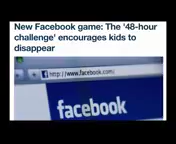 New Facebook game: The '48-hour
challenge' encourages kids to
disappear
http://www.facebook.com/
facebook